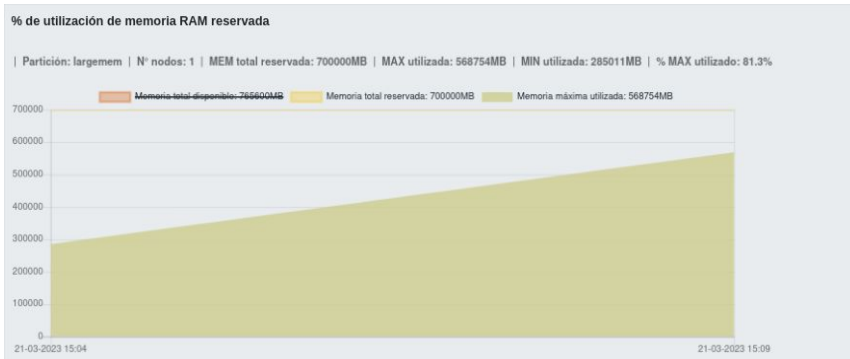 % de utilización de memoria RAM reservada
| Partición: largemem | N° nodos: 1 | MEM total reservada: 700000MB | MAX utilizada: 568754MB | MIN utilizada: 285011MB | % MAX utilizado: 81.3%
Memoria total disponible: 765600MB Memoria total reservada: 700000MB Memoria máxima utilizada: 568754MB
700000
600000
500000
400000
300000
200000
100000
0
21-03-2023 15:04 21-03-2023 15:09